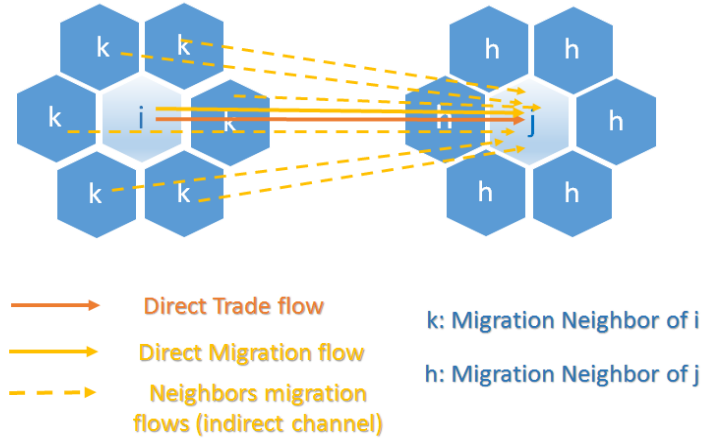 k k h h
k i k h j h
k k h h
Direct Trade flow
k: Migration Neighbor of i
Direct Migration flow
h: Migration Neighbor of j
Neighbors migration
flows (indirect channel)